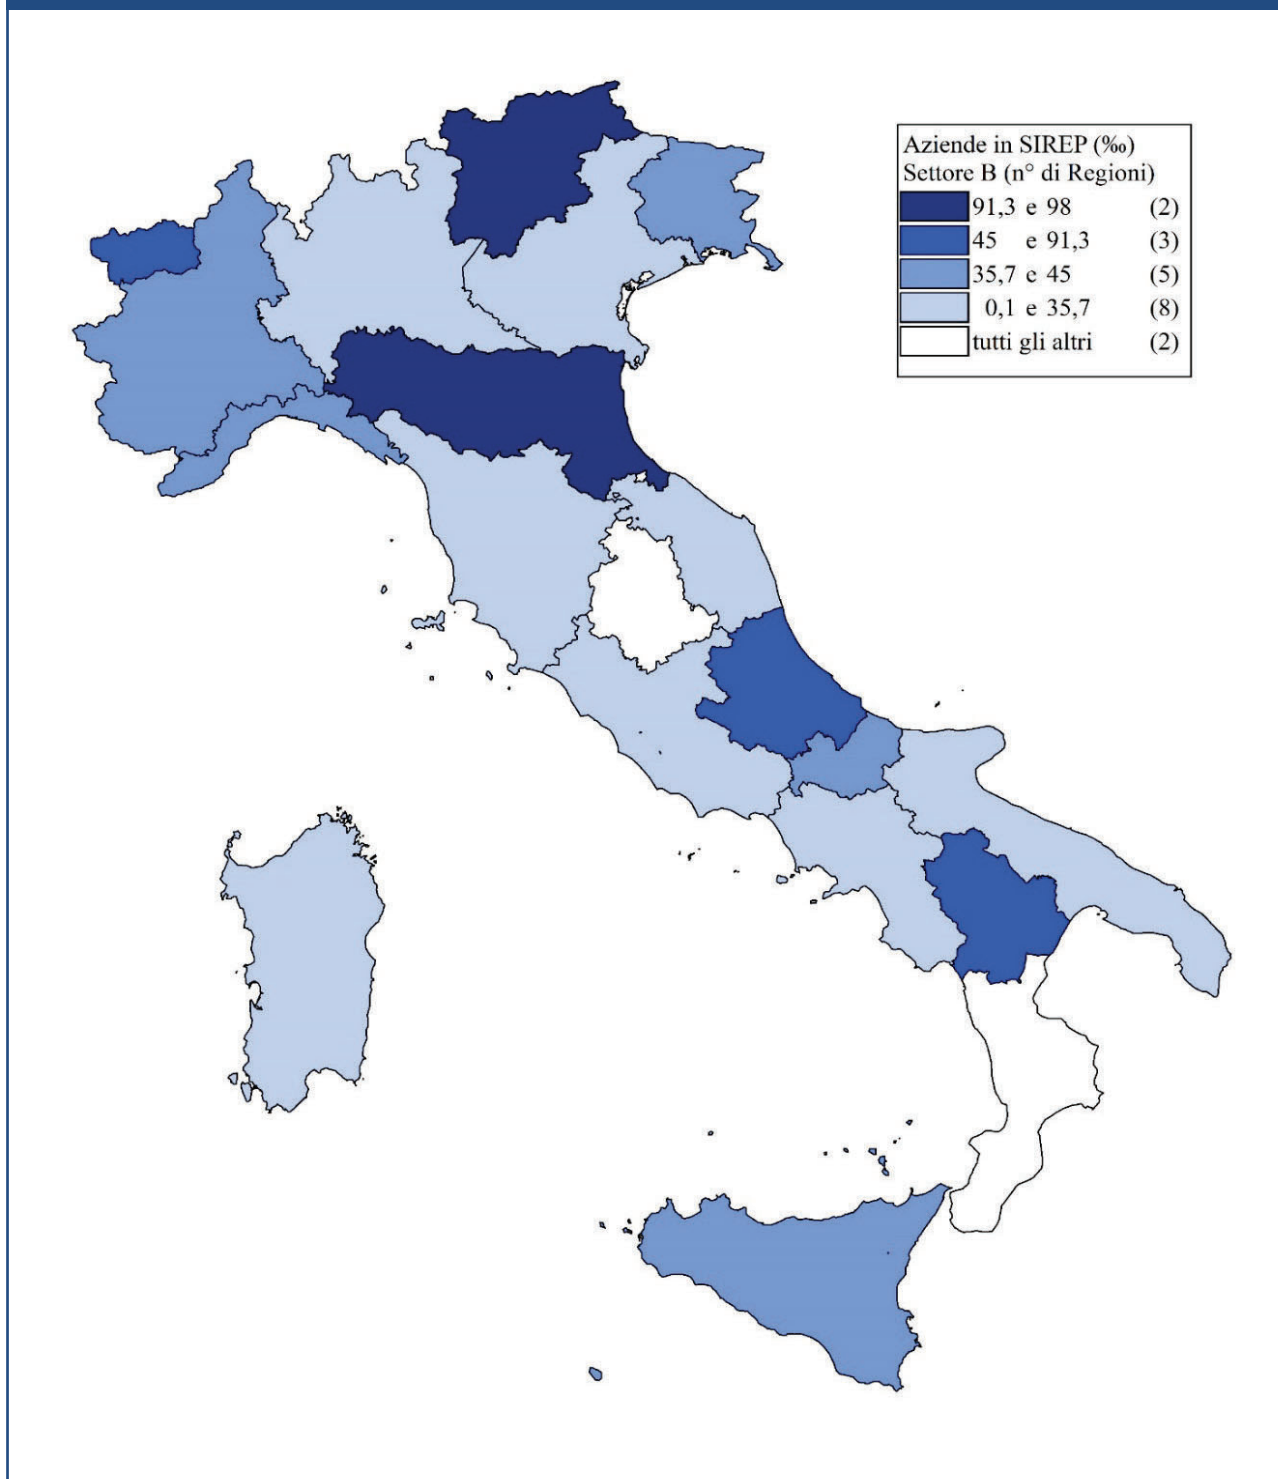 Aziende in SIREP (‰)
Settore B (n° di Regioni)
91,3 e 98 (2)
45 e 91,3 (3)
35,7 e 45 (5)
0,1 e 35,7 (8)
tutti gli altri (2)